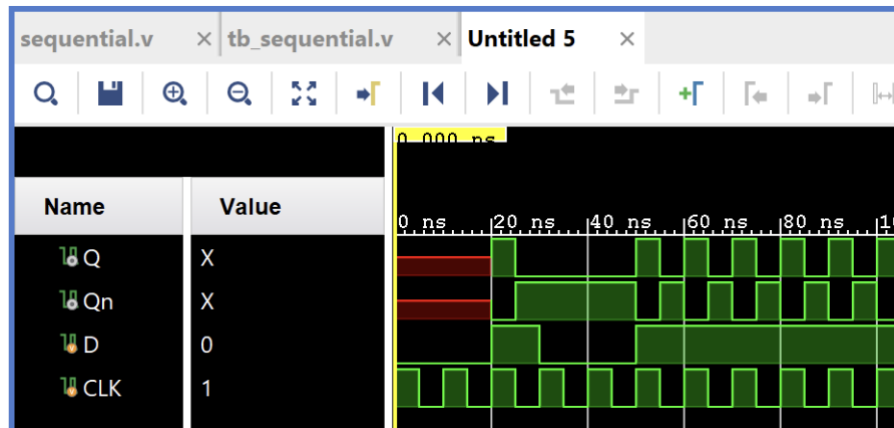 sequential.v × tb_sequential.v × Untitled 5 ×
0.000 ns
Name Value
0 ns 20 ns 40 ns 60 ns 80 ns
Q X
Qn X
D 0
CLK 1